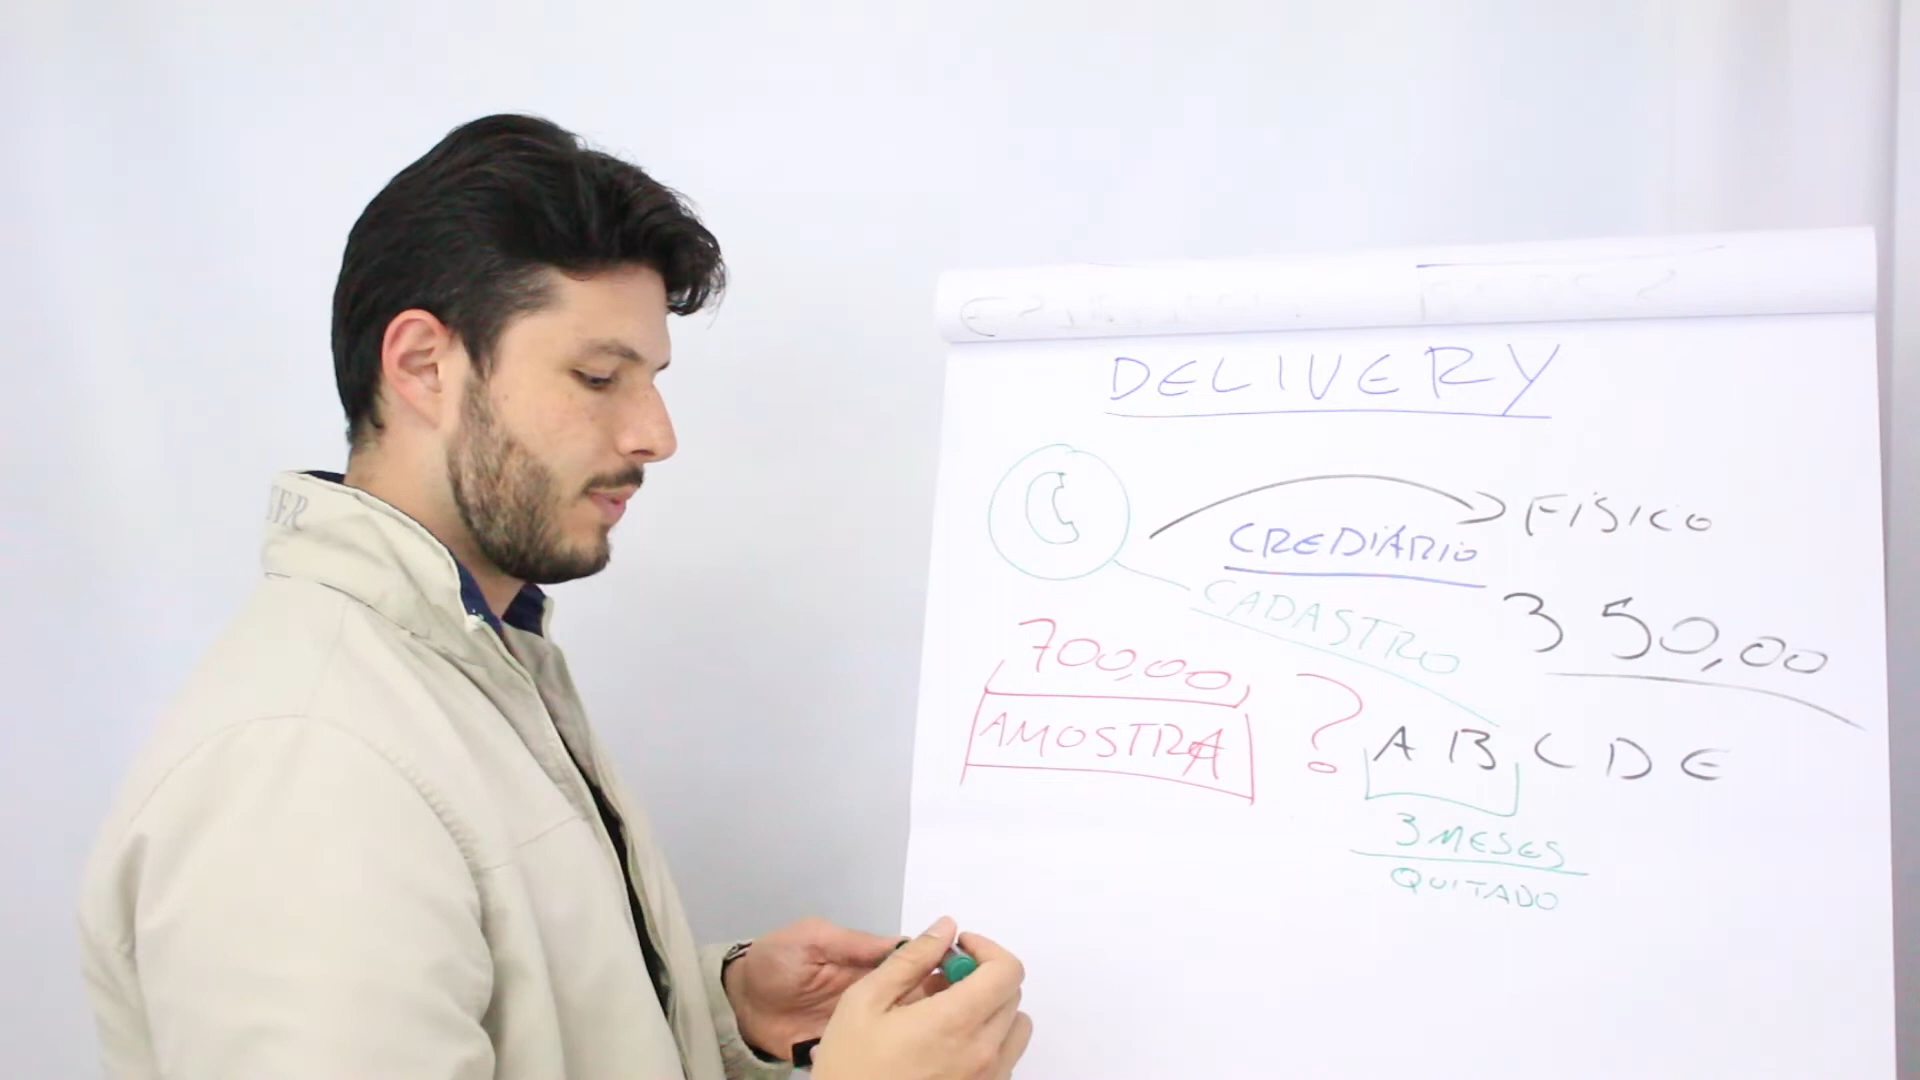 DELIVERY
FÍSICO
CREDIÁRIO
CADASTRO
350,00
700,00
AMOSTRA
? A B C D E
3 MESES
QUITADO